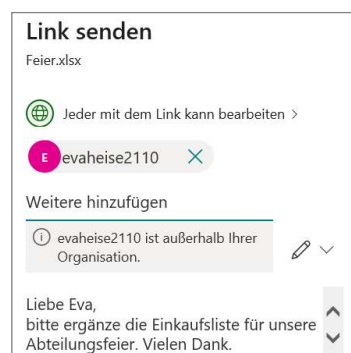 Link senden
Feier.xlsx
Jeder mit dem Link kann bearbeiten >
E evaheise2110
Weitere hinzufügen
evaheise2110 ist außerhalb Ihrer
Organisation.
Liebe Eva,
bitte ergänze die Einkaufsliste für unsere
Abteilungsfeier. Vielen Dank.